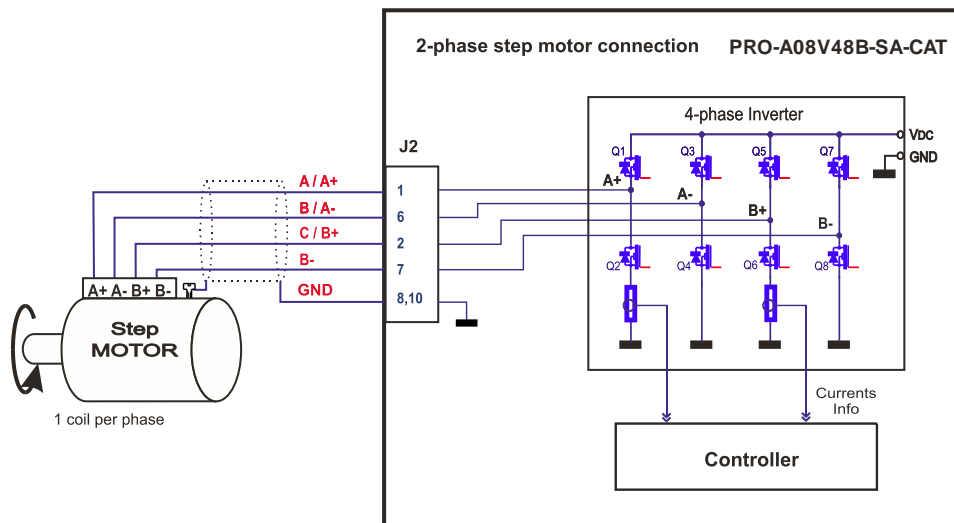 2-phase step motor connection PRO-A08V48B-SA-CAT
4-phase Inverter
VDC
GND
Q1 Q3 Q5 Q7
A+
A-
B+
B-
Q2 Q4 Q6 Q8
J2
A / A+ 1
B / A- 6
C / B+ 2
B- 7
GND 8,10
A+ A- B+ B-
Step
MOTOR
1 coil per phase
Currents
Info
Controller